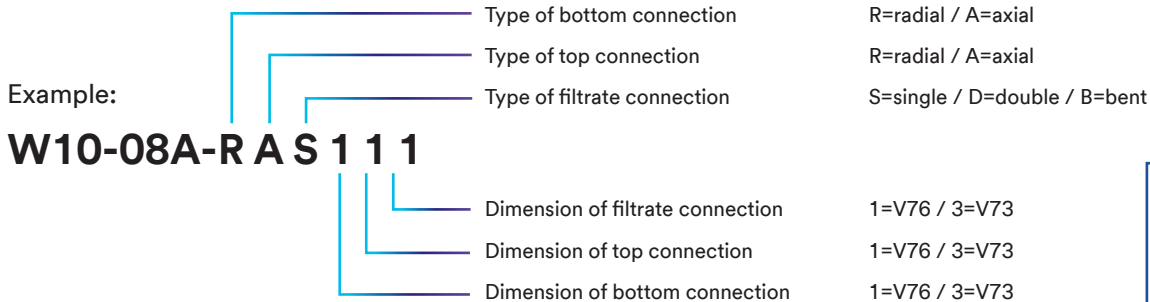 Type of bottom connection R=radial / A=axial
Type of top connection R=radial / A=axial
Example:
Type of filtrate connection S=single / D=double / B=bent
W10-08A-R A S 1 1 1
Dimension of filtrate connection 1=V76 / 3=V73
Dimension of top connection 1=V76 / 3=V73
Dimension of bottom connection 1=V76 / 3=V73